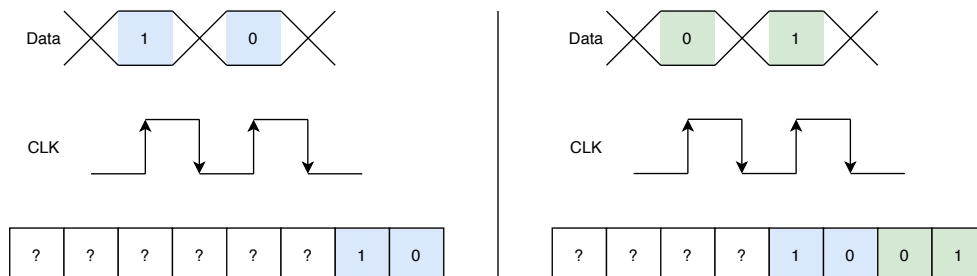 Data 1 0
CLK
? ? ? ? ? ? 1 0
Data 0 1
CLK
? ? ? ? 1 0 0 1